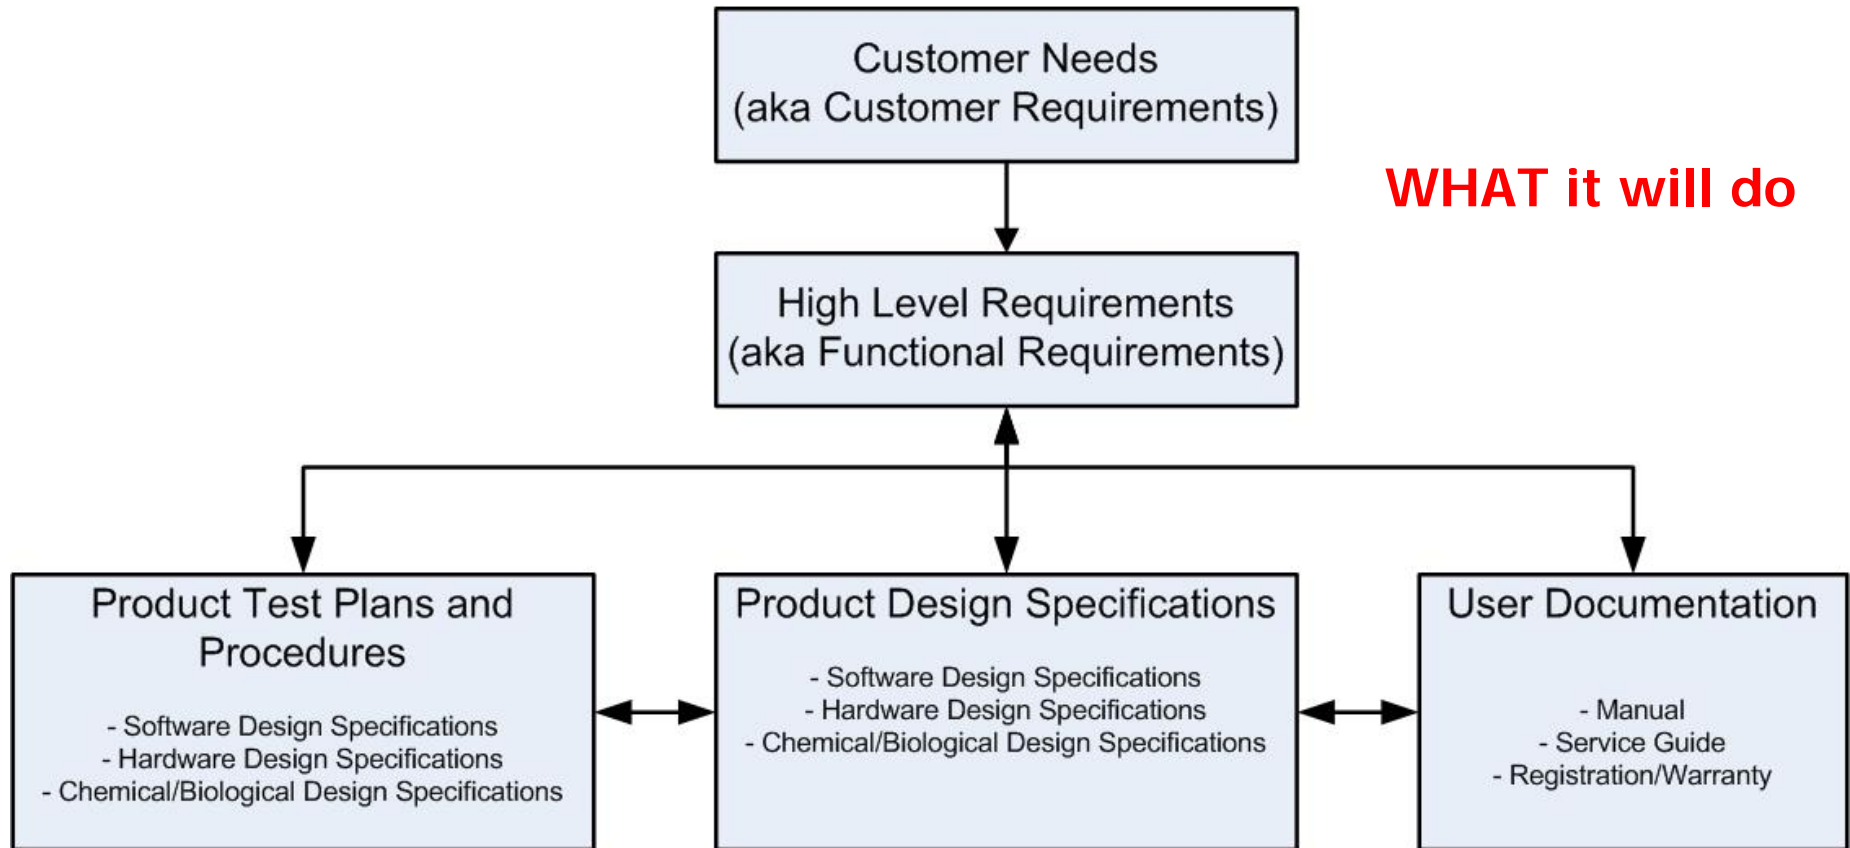 Customer Needs
(aka Customer Requirements)
WHAT it will do
High Level Requirements
(aka Functional Requirements)
Product Test Plans and
Procedures
- Software Design Specifications
- Hardware Design Specifications
- Chemical/Biological Design Specifications
Product Design Specifications
- Software Design Specifications
- Hardware Design Specifications
- Chemical/Biological Design Specifications
User Documentation
- Manual
- Service Guide
- Registration/Warranty